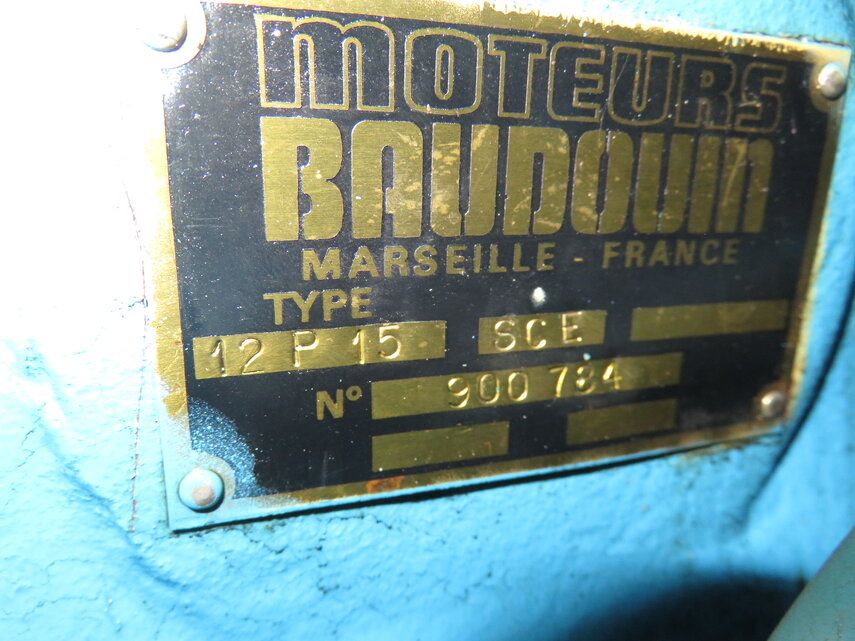 MOTEURS
BAUDOUIN
MARSEILLE - FRANCE
TYPE
12 P 15 SCE
N° 900 784